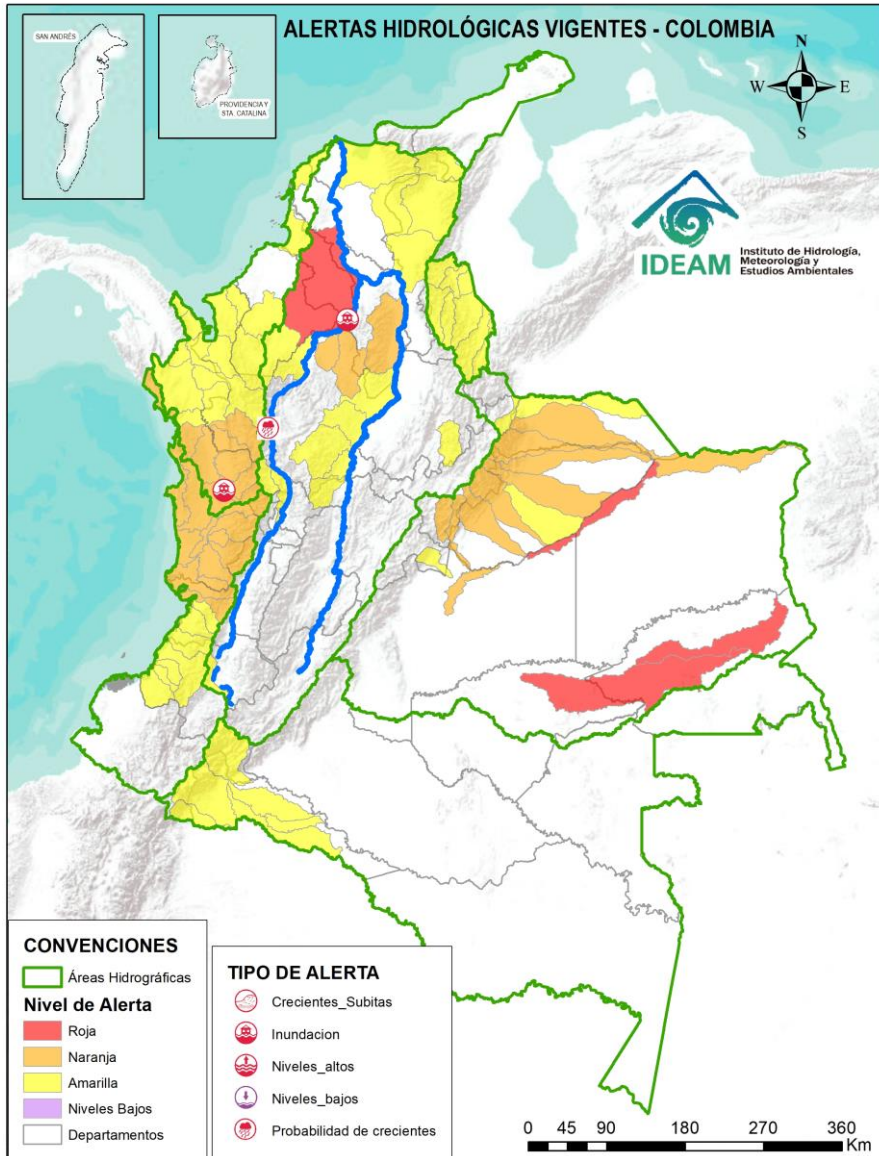 ALERTAS HIDROLÓGICAS VIGENTES - COLOMBIA
SAN ANDRÉS
PROVIDENCIA Y
STA. CATALINA
N
W
E
S
IDEAM
Instituto de Hidrología,
Meteorología y
Estudios Ambientales
CONVENCIONES
Áreas Hidrográficas
Nivel de Alerta
Roja
Naranja
Amarilla
Niveles Bajos
Departamentos
TIPO DE ALERTA
Crecientes_Subitas
Inundacion
Niveles_altos
Niveles_bajos
Probabilidad de crecientes
0 45 90 180 270 360
Km